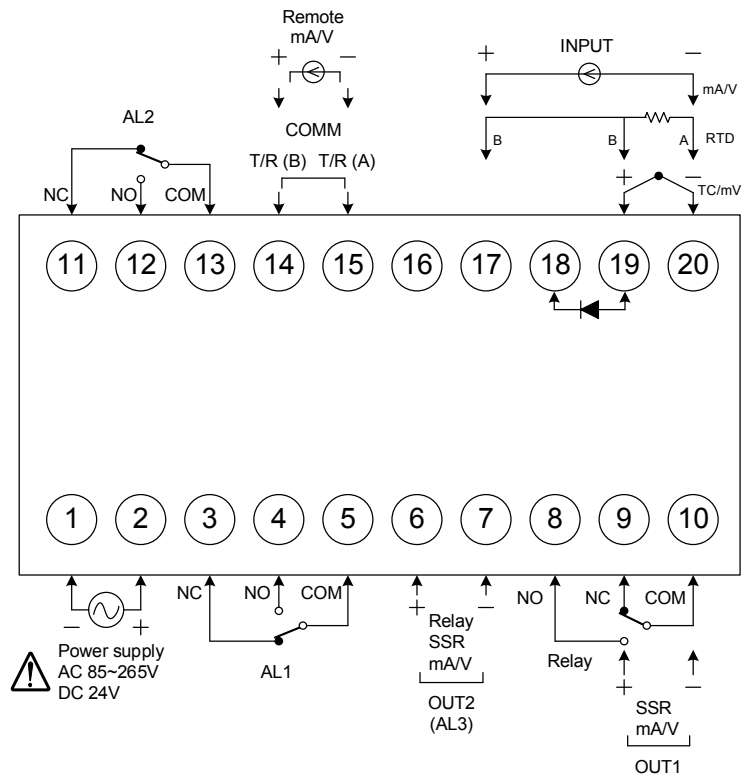 Remote
mA/V
+ −
COMM
T/R (B) T/R (A)
AL2
NC NO COM
INPUT
+ −
mA/V
B B A RTD
+ − TC/mV
11 12 13 14 15 16 17 18 19 20
1 2 3 4 5 6 7 8 9 10
− +
Power supply
AC 85~265V
DC 24V
NC NO COM
AL1
+ −
Relay
SSR
mA/V
OUT2
(AL3)
NO NC COM
Relay
+ −
SSR
mA/V
OUT1